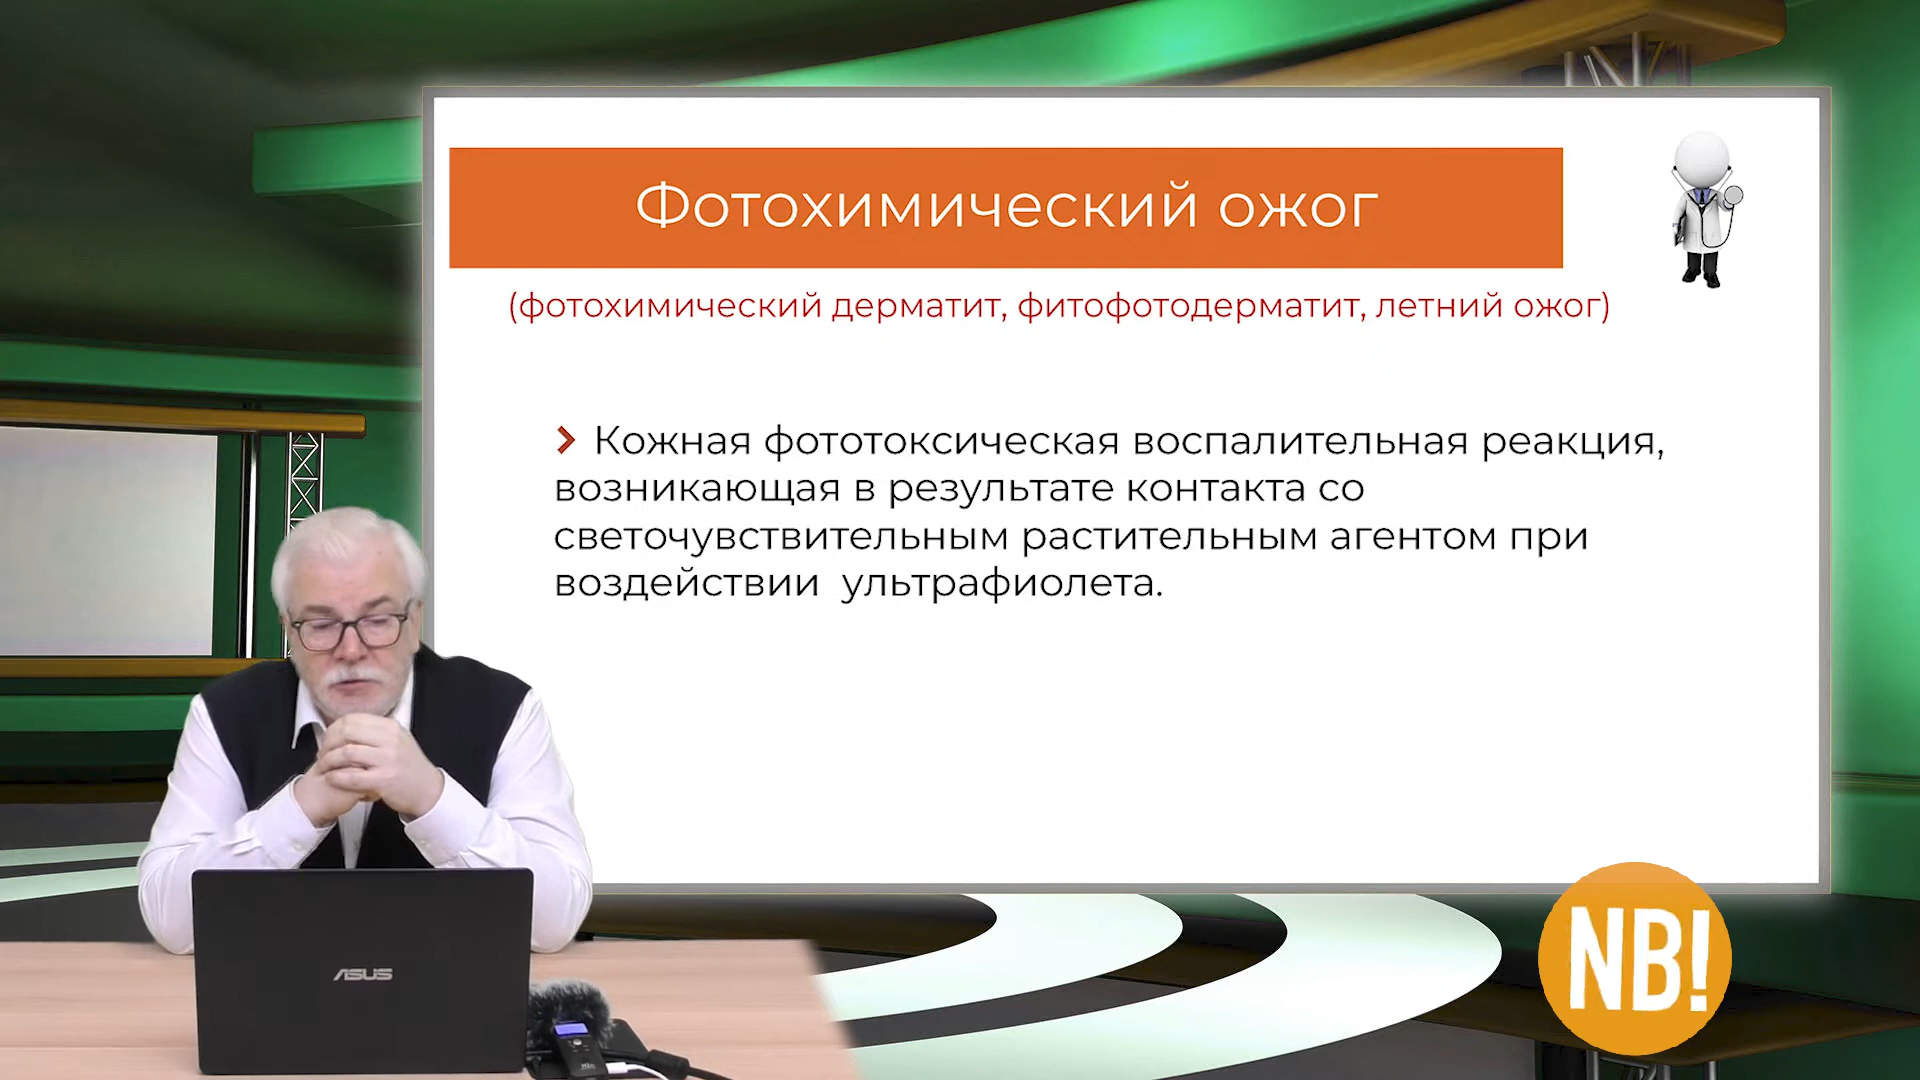 Фотохимический ожог
(фотохимический дерматит, фитофотодерматит, летний ожог)
Кожная фототоксическая воспалительная реакция,
возникающая в результате контакта со
светочувствительным растительным агентом при
воздействии ультрафиолета.
ASUS
NB!